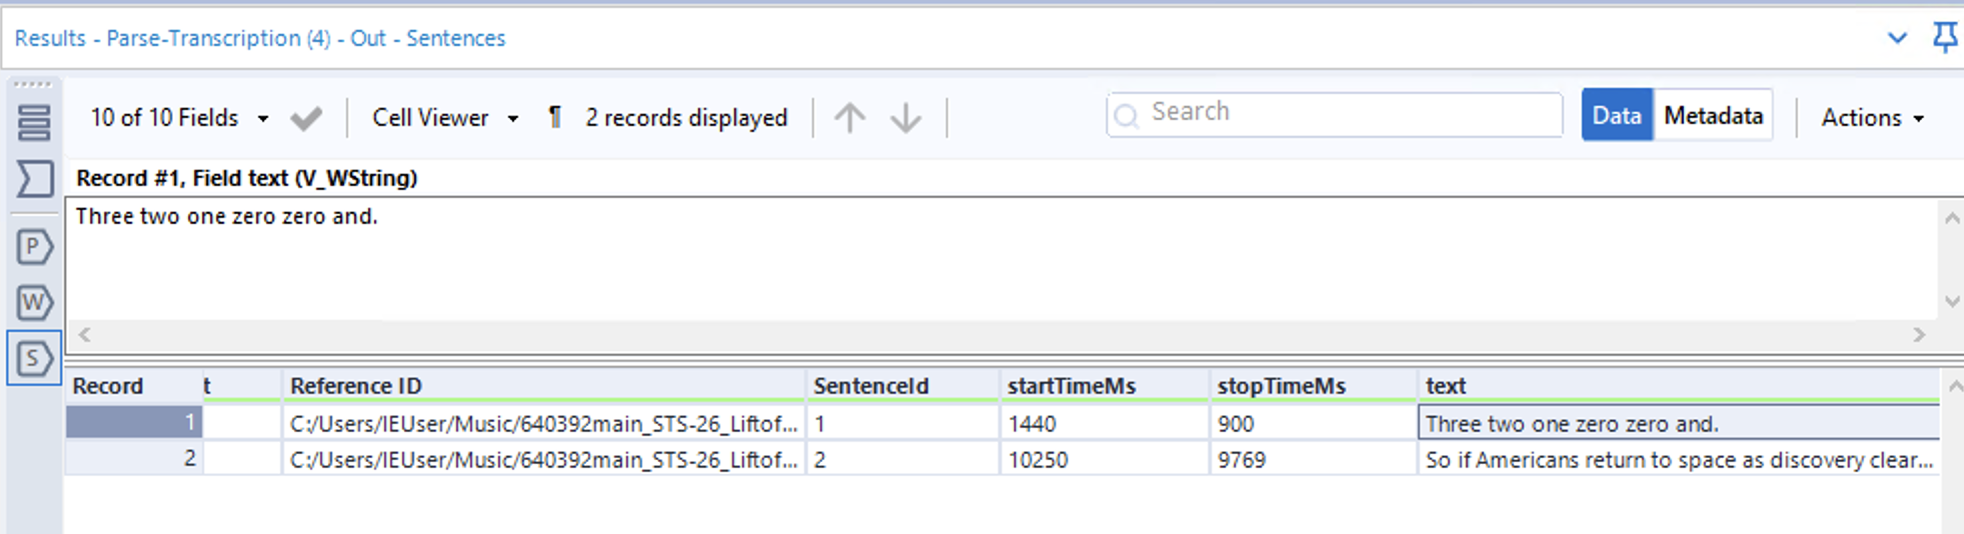 Results - Parse-Transcription (4) - Out - Sentences
10 of 10 Fields Cell Viewer ¶ 2 records displayed Search Data Metadata Actions
Record #1, Field text (V_WString)
Three two one zero zero and.
P
W
S
Record t Reference ID SentenceId startTimeMs stopTimeMs text
1 C:/Users/IEUser/Music/640392main_STS-26_Liftof... 1 1440 900 Three two one zero zero and.
2 C:/Users/IEUser/Music/640392main_STS-26_Liftof... 2 10250 9769 So if Americans return to space as discovery clear...